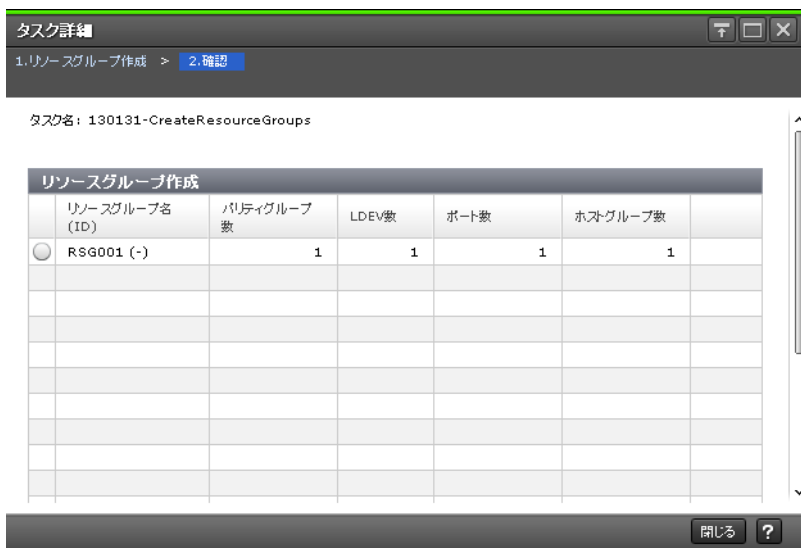 タスク詳細
1.リソースグループ作成 > 2.確認
タスク名: 130131-CreateResourceGroups
リソースグループ作成
リソースグループ名 (ID) パリティグループ数 LDEV数 ポート数 ホストグループ数
RSG001 (-) 1 1 1 1
閉じる ?